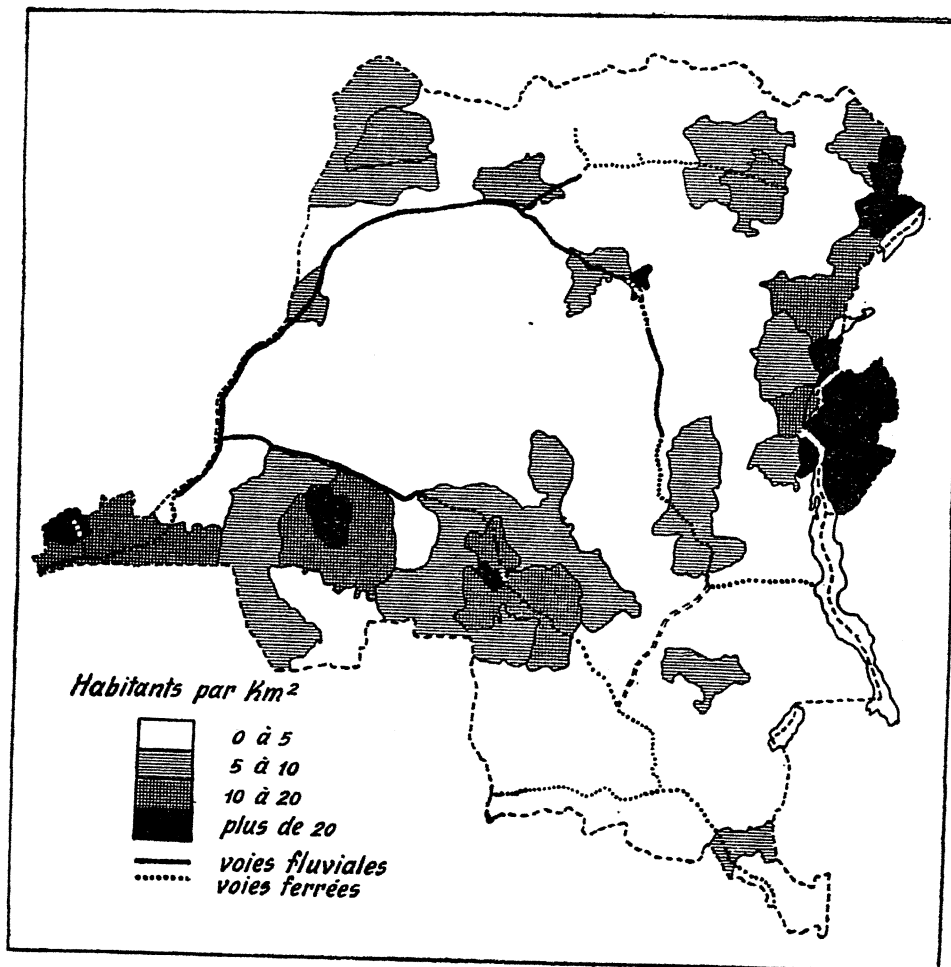 Habitants par Km²
0 à 5
5 à 10
10 à 20
plus de 20
voies fluviales
voies ferrées